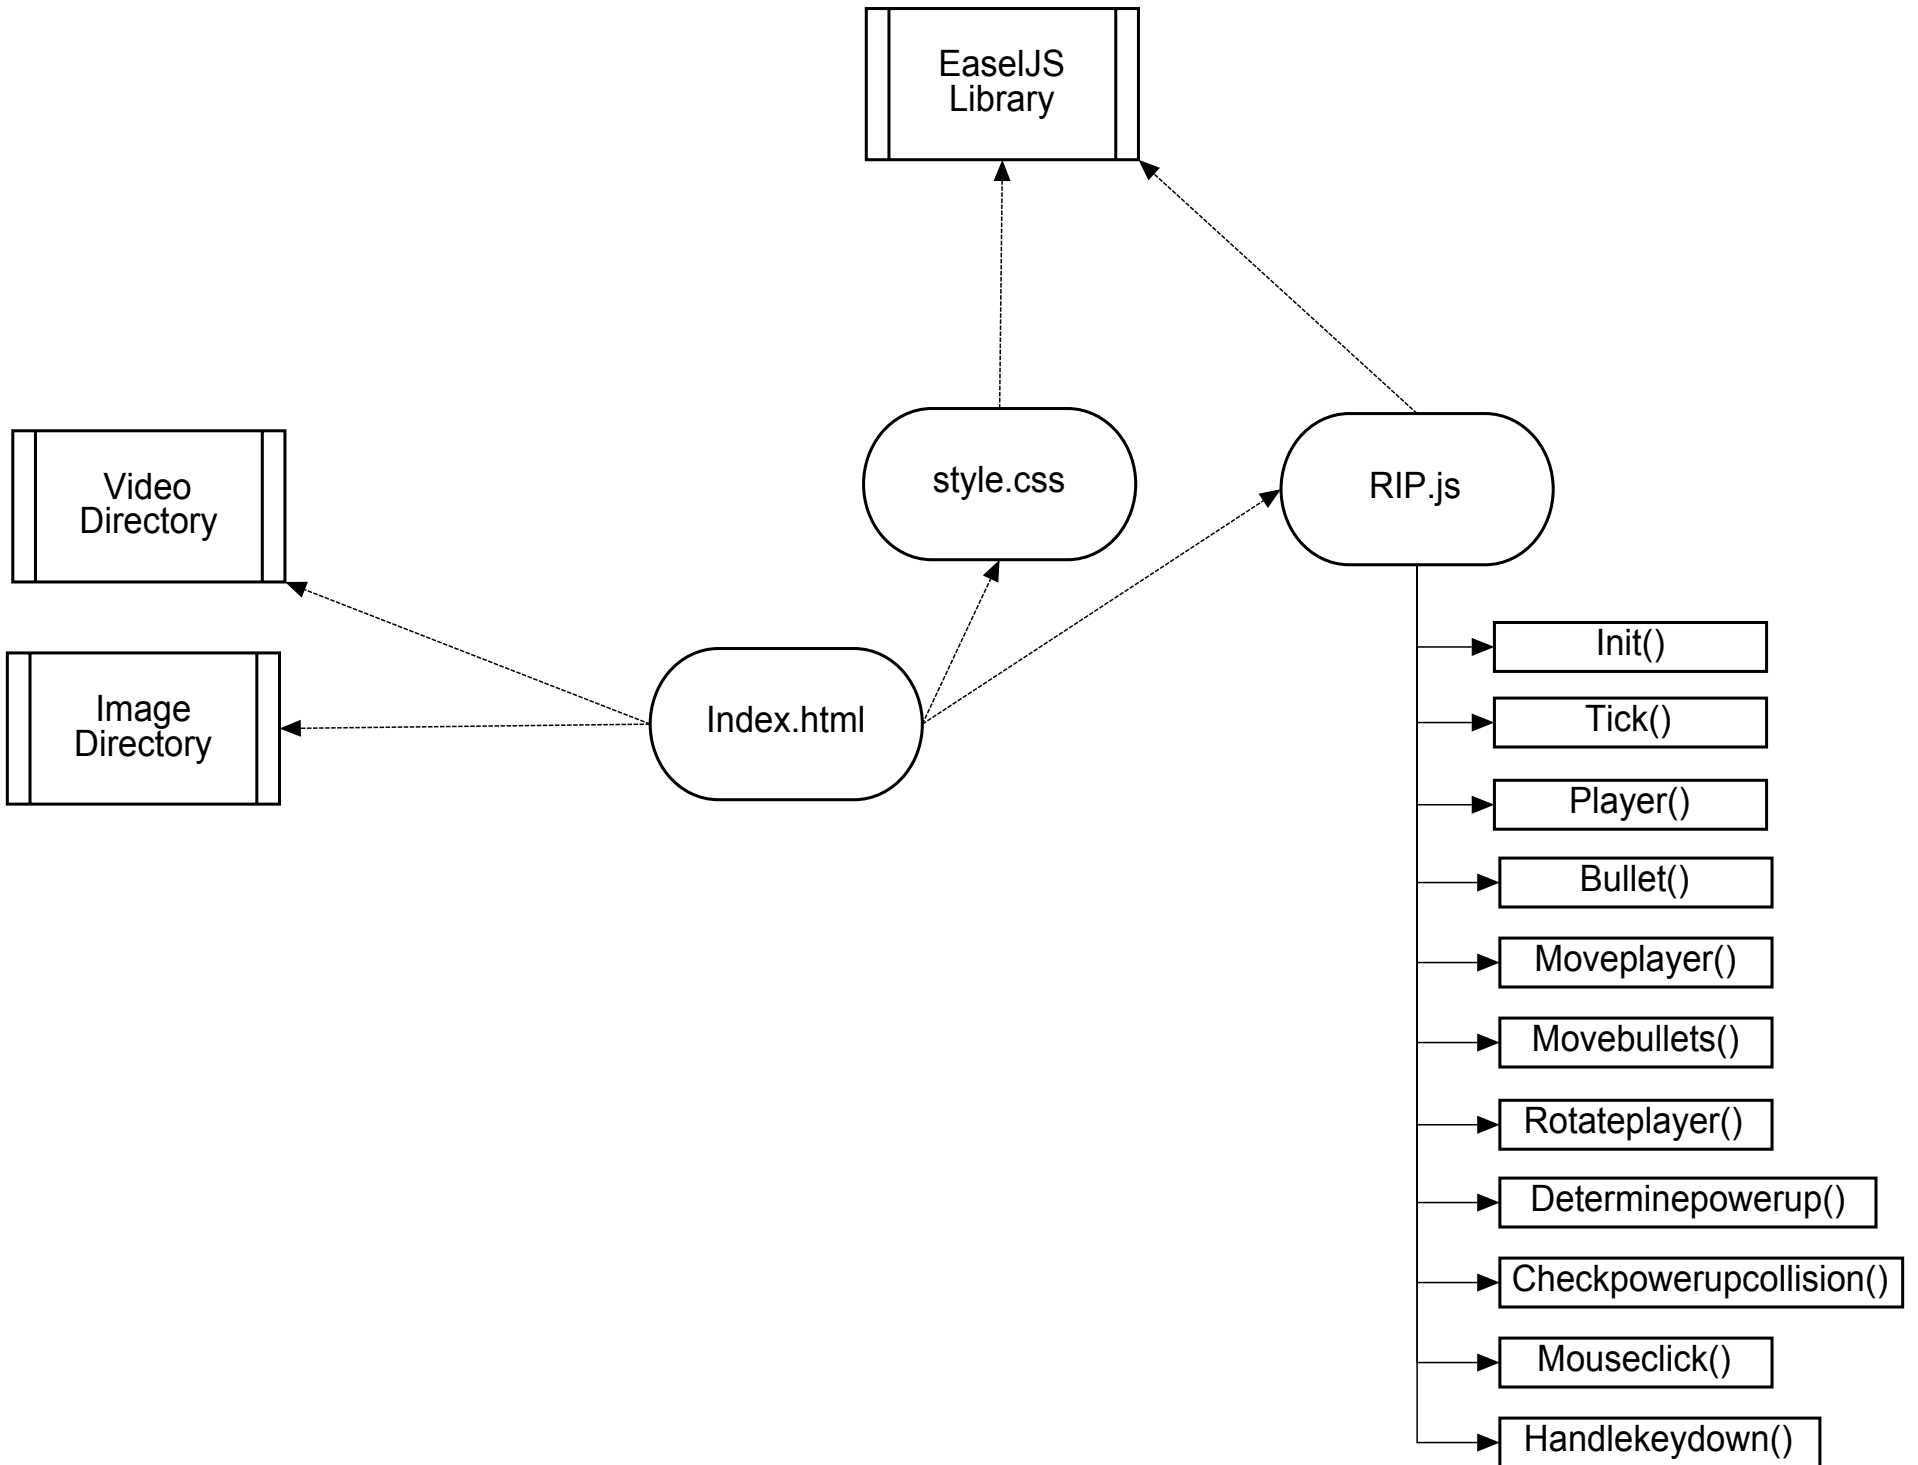 EaselJS
Library
Video
Directory
style.css
RIP.js
Image
Directory
Index.html
Init()
Tick()
Player()
Bullet()
Moveplayer()
Movebullets()
Rotateplayer()
Determinepowerup()
Checkpowerupcollision()
Mouseclick()
Handlekeydown()